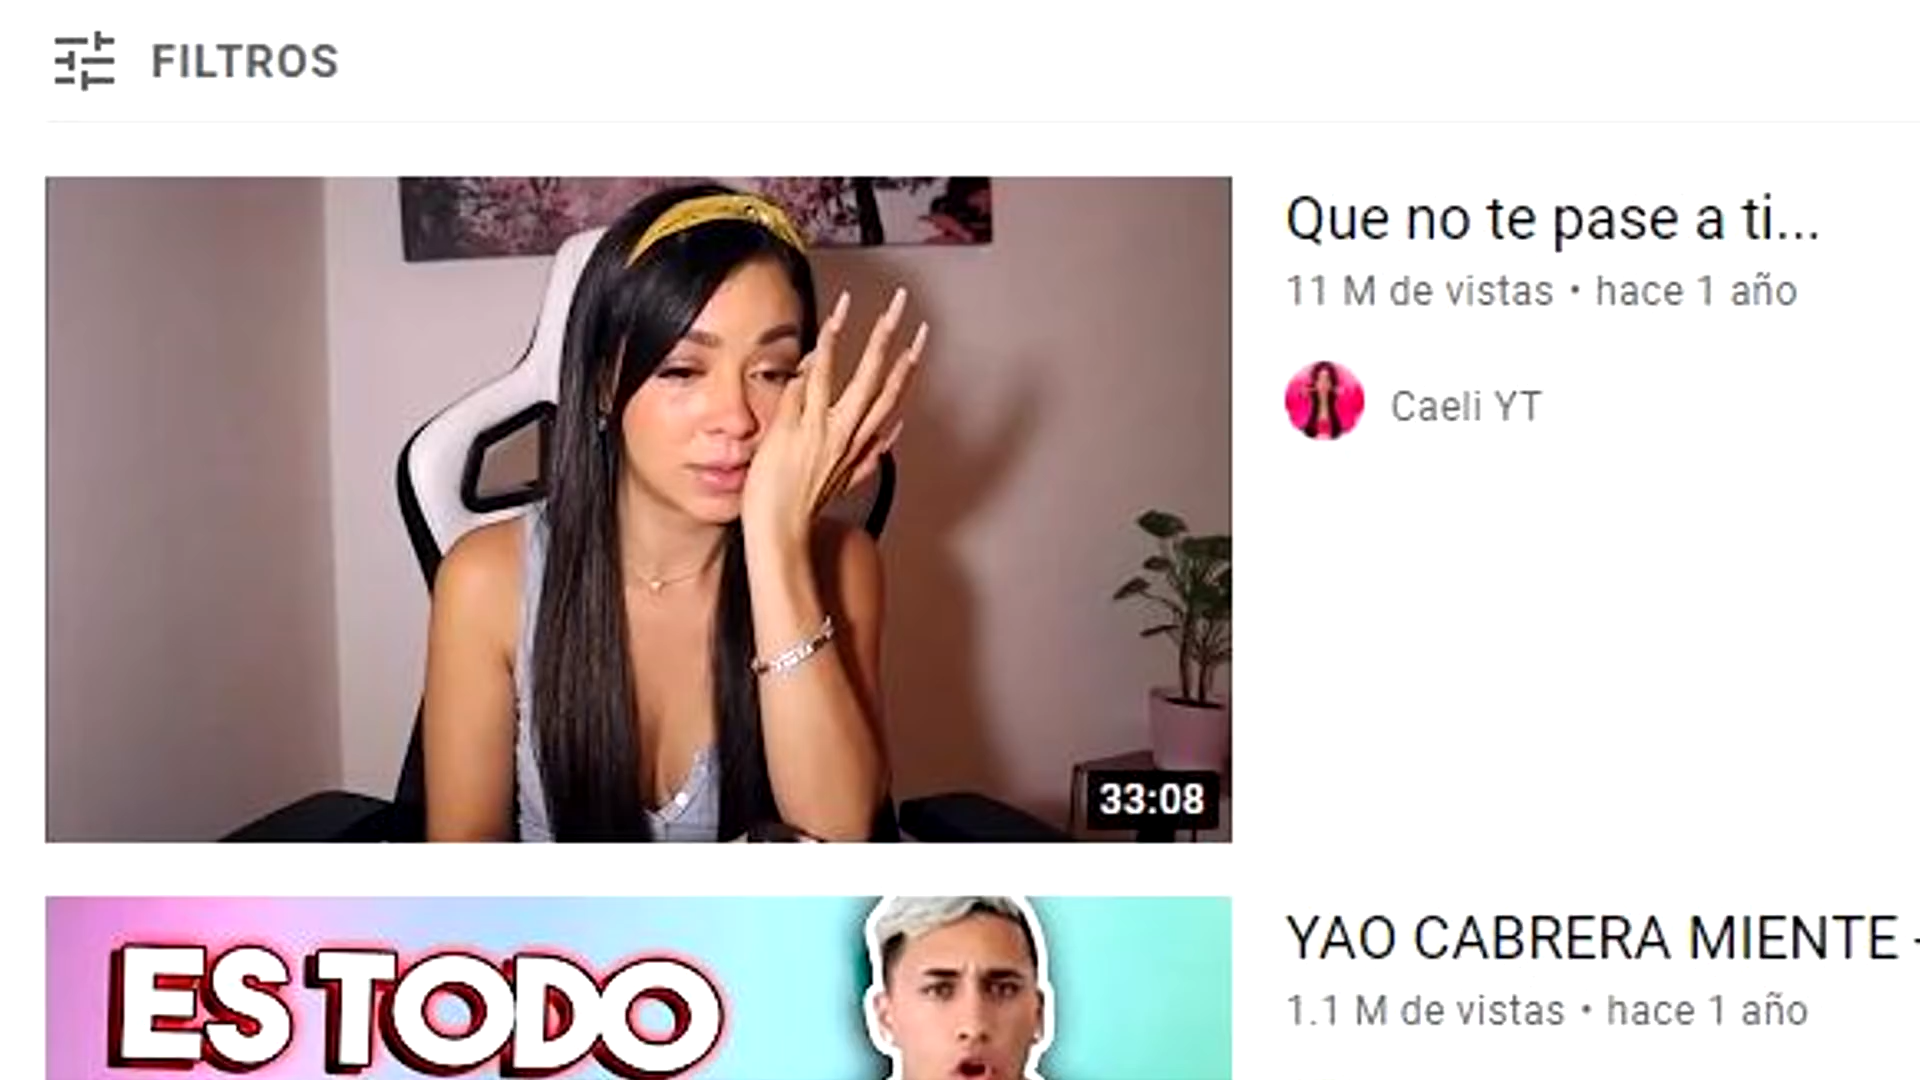 FILTROS
Que no te pase a ti...
11 M de vistas • hace 1 año
Caeli YT
33:08
ES TODO
YAO CABRERA MIENTE -
1.1 M de vistas • hace 1 año